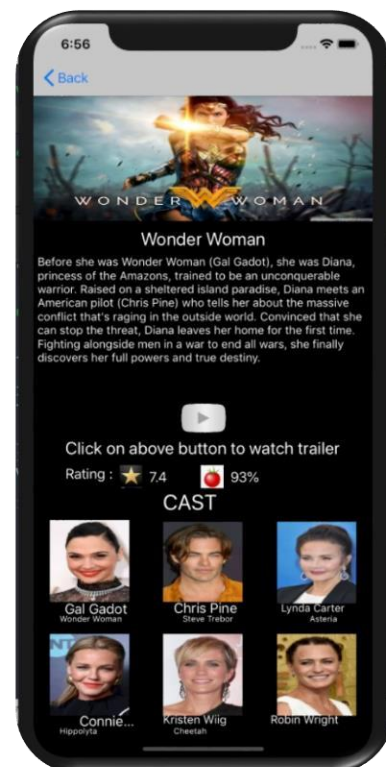 6:56
Back
WONDER WOMAN
Wonder Woman
Before she was Wonder Woman (Gal Gadot), she was Diana,
princess of the Amazons, trained to be an unconquerable
warrior. Raised on a sheltered island paradise, Diana meets an
American pilot (Chris Pine) who tells her about the massive
conflict that's raging in the outside world. Convinced that she
can stop the threat, Diana leaves her home for the first time.
Fighting alongside men in a war to end all wars, she finally
discovers her full powers and true destiny.
Click on above button to watch trailer
Rating : 7.4 93%
CAST
Gal Gadot Chris Pine Lynda Carter
Wonder Woman Steve Trebor Asteria
Connie... Kristen Wiig Robin Wright
Hippolyta Cheetah